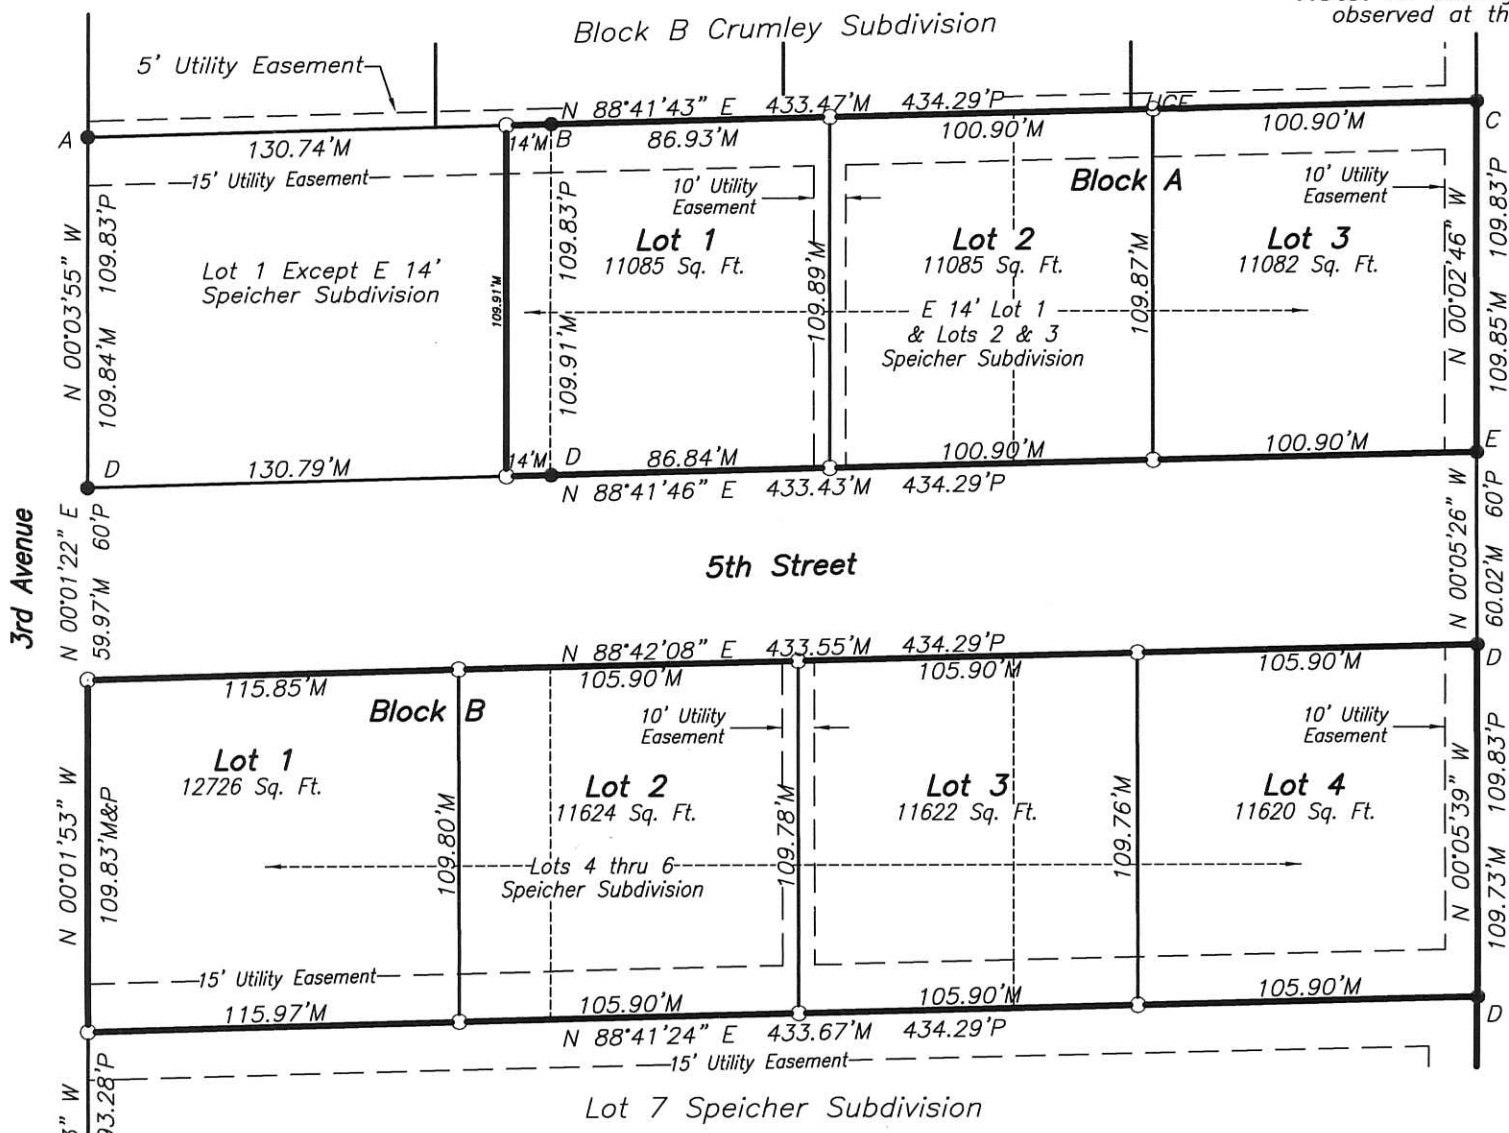 observed at th
Block B Crumley Subdivision
5' Utility Easement
N 88°41'43" E 433.47'M 434.29'P
A
130.74'M
14'M
B
86.93'M
100.90'M
100.90'M
C
15' Utility Easement
10' Utility
Easement
Block A
10' Utility
Easement
N 00°03'55" W
109.84'M 109.83'P
Lot 1 Except E 14'
Speicher Subdivision
109.91'M
109.91'M 109.83'P
Lot 1
11085 Sq. Ft.
109.89'M
Lot 2
11085 Sq. Ft.
109.87'M
Lot 3
11082 Sq. Ft.
N 00°02'46" W
109.85'M 109.83'P
E 14' Lot 1
& Lots 2 & 3
Speicher Subdivision
D
130.79'M
14'M
D
86.84'M
100.90'M
100.90'M
E
N 88°41'46" E 433.43'M 434.29'P
3rd Avenue
N 00°01'22" E
59.97'M 60'P
5th Street
N 00°05'26" W
60.02'M 60'P
N 88°42'08" E 433.55'M 434.29'P
115.85'M
105.90'M
105.90'M
105.90'M
D
Block B
10' Utility
Easement
10' Utility
Easement
N 00°01'53" W
109.83'M&P
Lot 1
12726 Sq. Ft.
109.80'M
Lot 2
11624 Sq. Ft.
109.78'M
Lot 3
11622 Sq. Ft.
109.76'M
Lot 4
11620 Sq. Ft.
N 00°05'39" W
109.73'M 109.83'P
Lots 4 thru 6
Speicher Subdivision
15' Utility Easement
115.97'M
105.90'M
105.90'M
105.90'M
D
N 88°41'24" E 433.67'M 434.29'P
15' Utility Easement
93.28'P
Lot 7 Speicher Subdivision